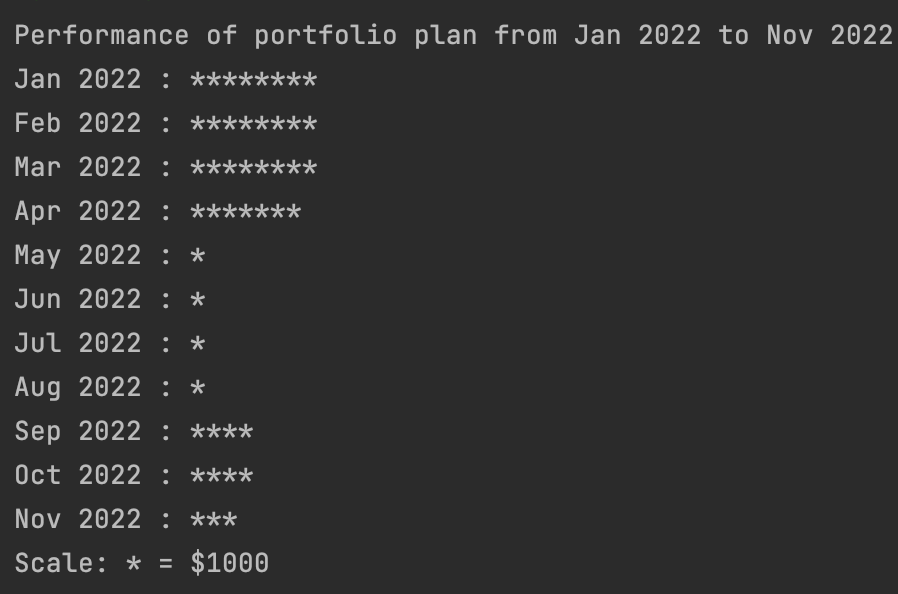 Performance of portfolio plan from Jan 2022 to Nov 2022
Jan 2022 : ********
Feb 2022 : ********
Mar 2022 : ********
Apr 2022 : *******
May 2022 : *
Jun 2022 : *
Jul 2022 : *
Aug 2022 : *
Sep 2022 : ****
Oct 2022 : ****
Nov 2022 : ***
Scale: * = $1000